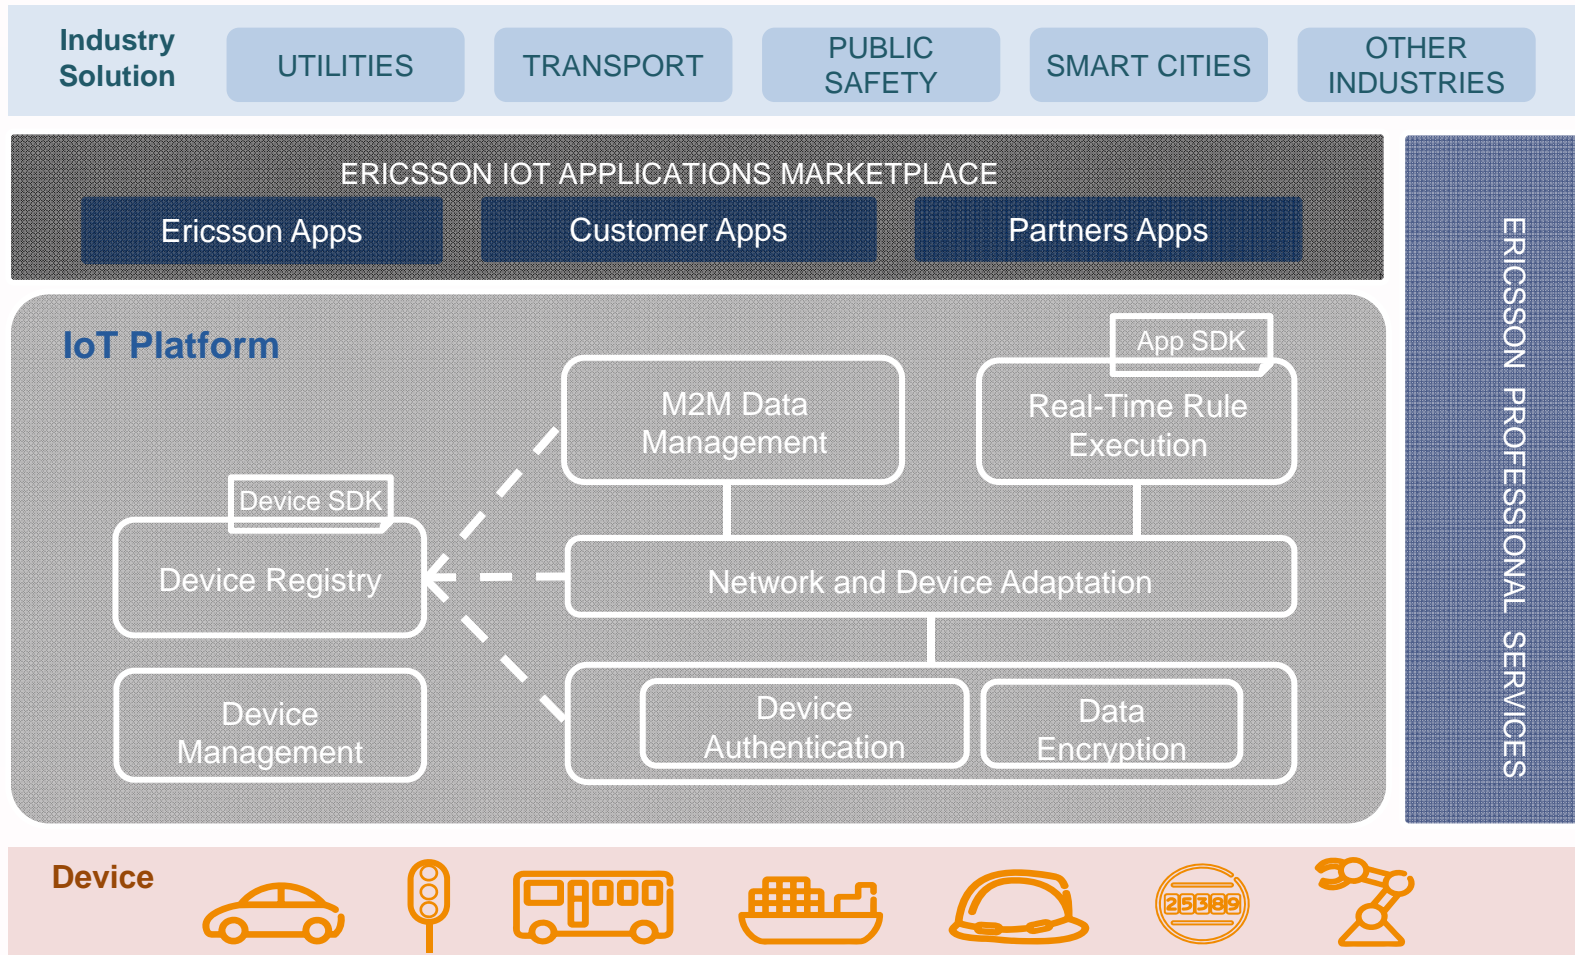 Industry
Solution
UTILITIES
TRANSPORT
PUBLIC
SAFETY
SMART CITIES
OTHER
INDUSTRIES
ERICSSON IOT APPLICATIONS MARKETPLACE
Ericsson Apps
Customer Apps
Partners Apps
ERICSSON PROFESSIONAL SERVICES
IoT Platform
App SDK
M2M Data
Management
Real-Time Rule
Execution
Device SDK
Device Registry
Network and Device Adaptation
Device
Management
Device
Authentication
Data
Encryption
Device
25389